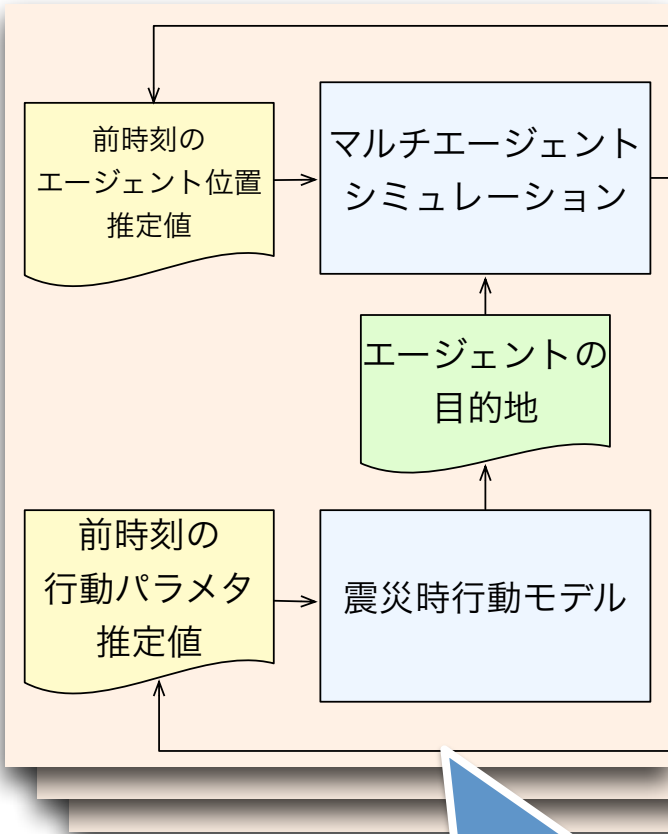 前時刻の
エージェント位置
推定値
マルチエージェント
シミュレーション
エージェントの
目的地
前時刻の
行動パラメタ
推定値
震災時行動モデル